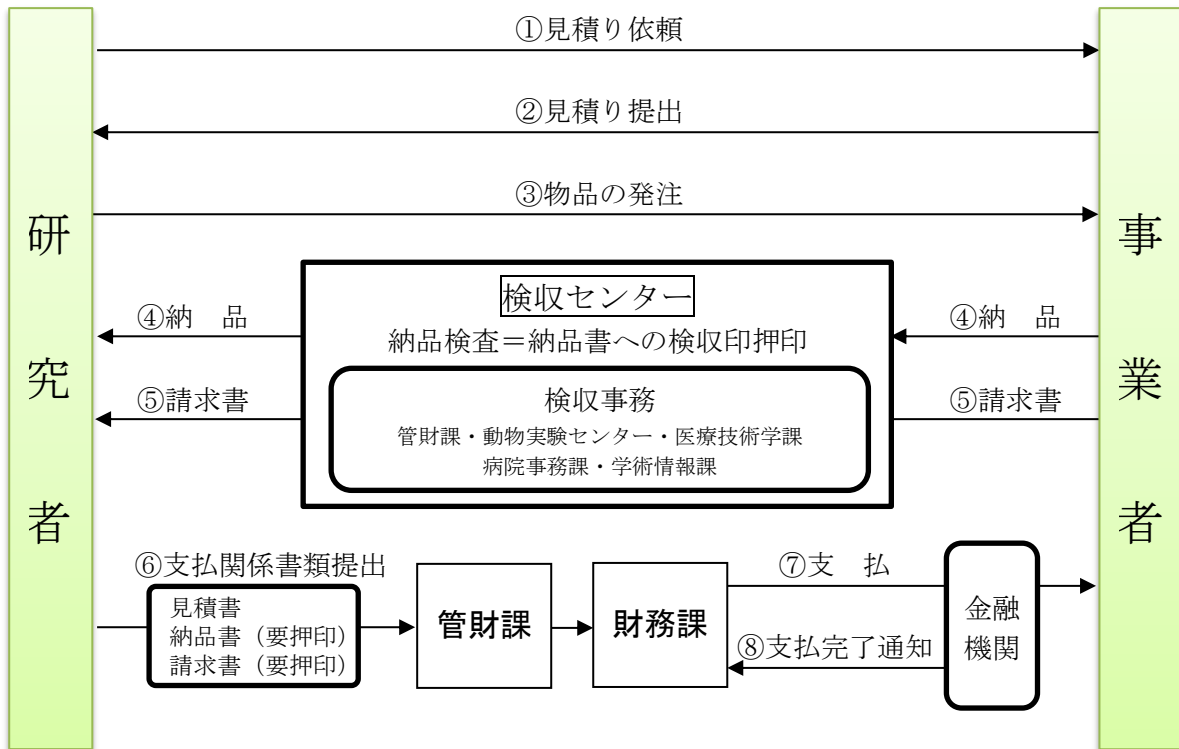 ①見積り依頼
②見積り提出
③物品の発注
研究者
事業者
検収センター
④納　品
④納　品
納品検査＝納品書への検収印押印
⑤請求書
検収事務
⑤請求書
管財課・動物実験センター・医療技術学課
病院事務課・学術情報課
⑥支払関係書類提出
見積書
納品書（要押印）
請求書（要押印）
管財課
財務課
⑦支　払
⑧支払完了通知
金融
機関